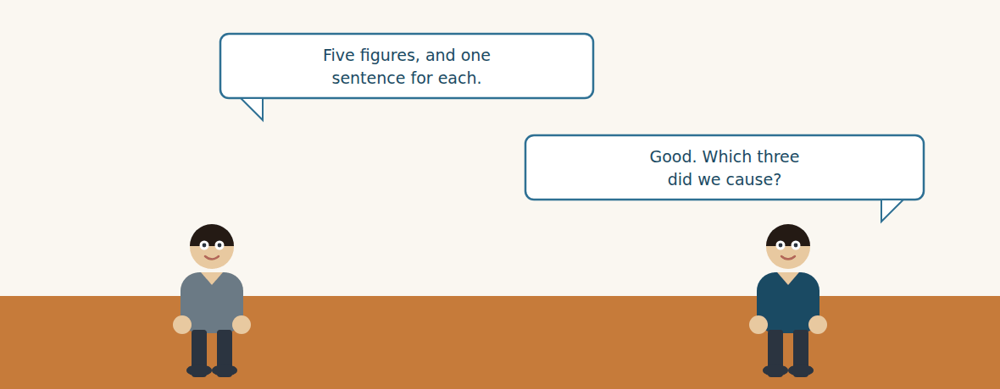 Five figures, and one
sentence for each.
Good. Which three
did we cause?